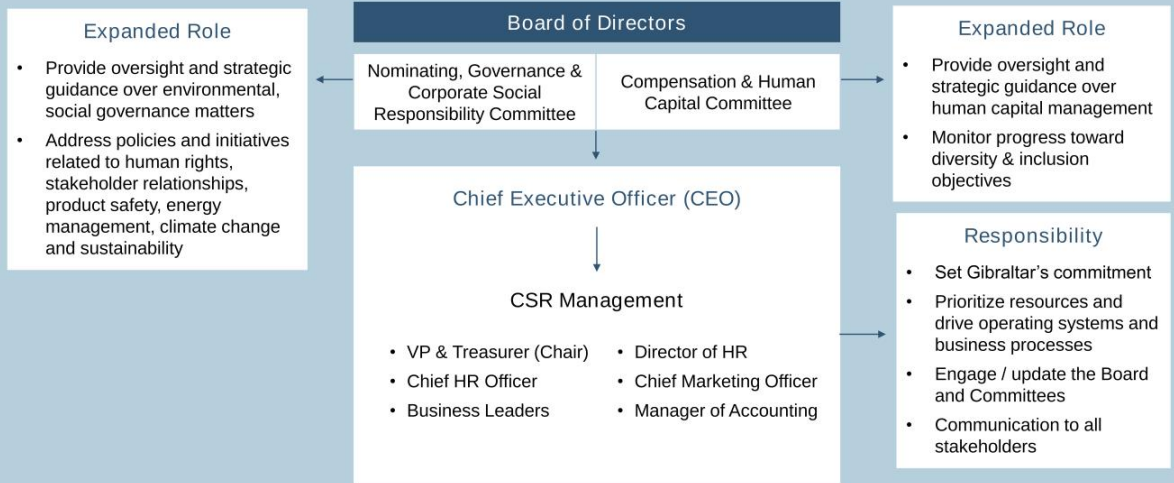 Expanded Role
• Provide oversight and strategic
guidance over environmental,
social governance matters
• Address policies and initiatives
related to human rights,
stakeholder relationships,
product safety, energy
management, climate change
and sustainability
Board of Directors
Nominating, Governance &
Corporate Social
Responsibility Committee
Compensation & Human
Capital Committee
Chief Executive Officer (CEO)
CSR Management
• VP & Treasurer (Chair)
• Chief HR Officer
• Business Leaders
• Director of HR
• Chief Marketing Officer
• Manager of Accounting
Expanded Role
• Provide oversight and
strategic guidance over
human capital management
• Monitor progress toward
diversity & inclusion
objectives
Responsibility
• Set Gibraltar’s commitment
• Prioritize resources and
drive operating systems and
business processes
• Engage / update the Board
and Committees
• Communication to all
stakeholders